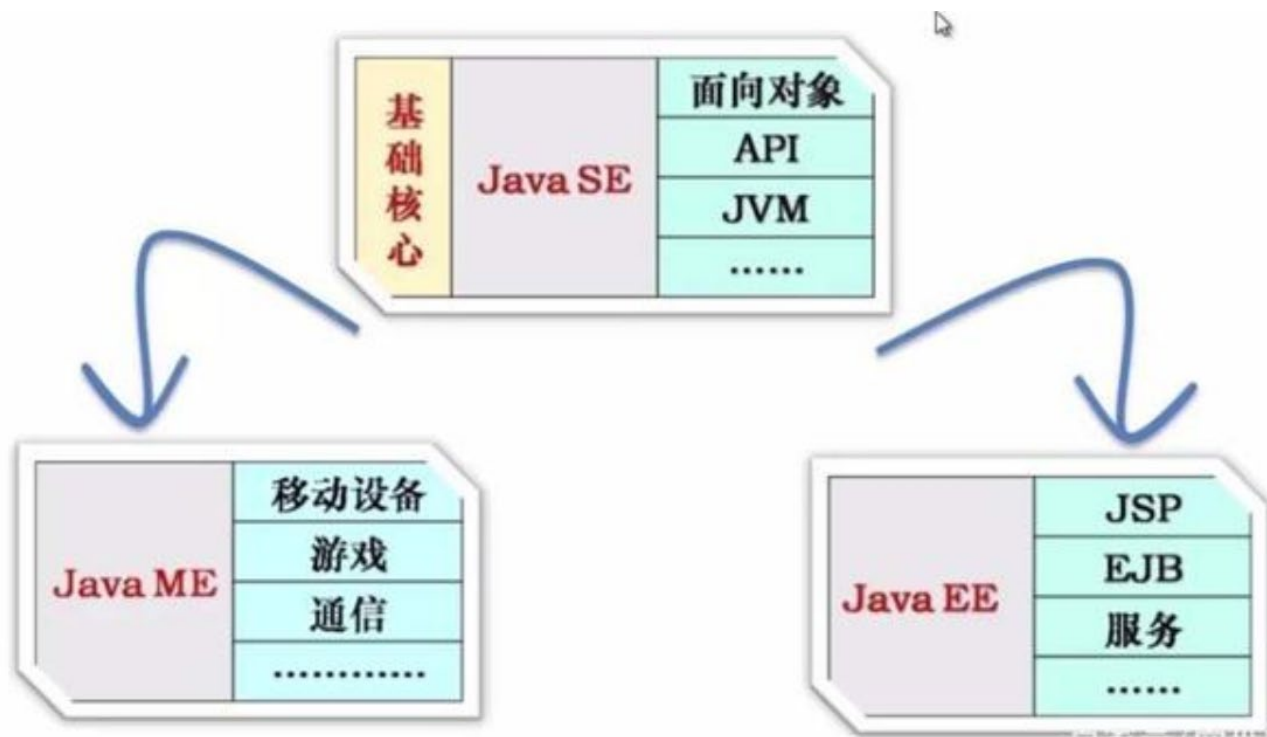 基础核心
Java SE
面向对象
API
JVM
……
Java ME
移动设备
游戏
通信
…………
Java EE
JSP
EJB
服务
……